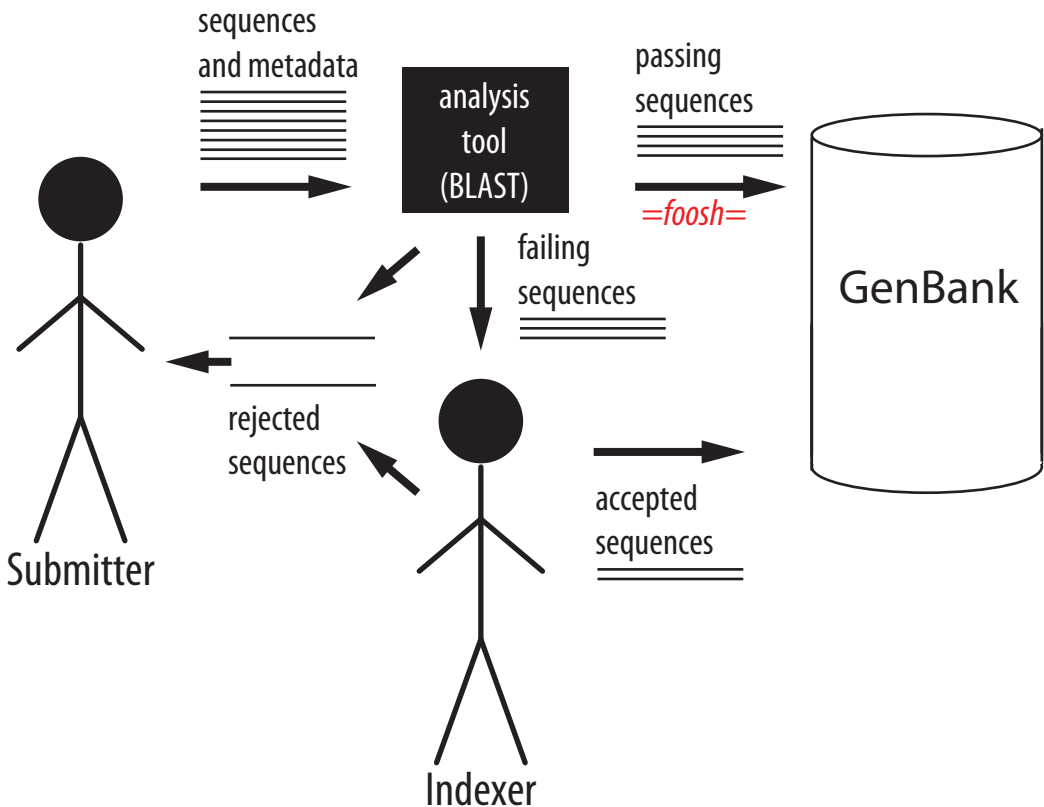 sequences
and metadata
analysis
tool
(BLAST)
passing
sequences
=foosh=
GenBank
failing
sequences
rejected
sequences
accepted
sequences
Submitter
Indexer